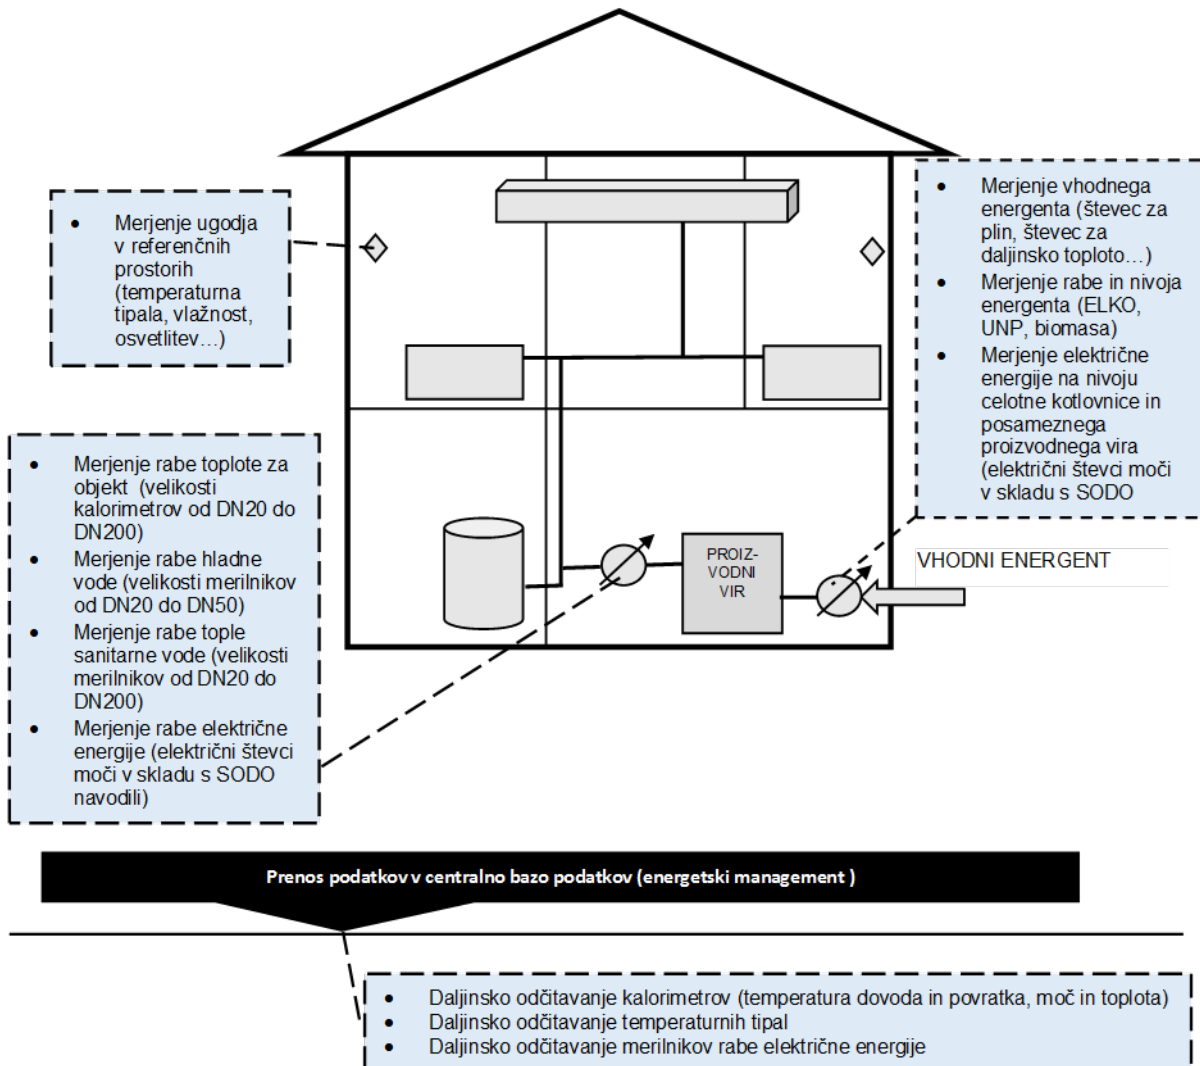 • Merjenje ugodja
v referenčnih
prostorih
(temperaturna
tipala, vlažnost,
osvetlitev…)
• Merjenje vhodnega
energenta (števec za
plin, števec za
daljinsko toploto…)
• Merjenje rabe in nivoja
energenta (ELKO,
UNP, biomasa)
• Merjenje električne
energije na nivoju
celotne kotlovnice in
posameznega
proizvodnega vira
(električni števci moči
v skladu s SODO
• Merjenje rabe toplote za
objekt (velikosti
kalorimetrov od DN20 do
DN200)
• Merjenje rabe hladne
vode (velikosti merilnikov
od DN20 do DN50)
• Merjenje rabe tople
sanitarne vode (velikosti
merilnikov od DN20 do
DN200)
• Merjenje rabe električne
energije (električni števci
moči v skladu s SODO
navodili)
PROIZ-
VODNI
VIR
VHODNI ENERGENT
Prenos podatkov v centralno bazo podatkov (energetski management )
• Daljinsko odčitavanje kalorimetrov (temperatura dovoda in povratka, moč in toplota)
• Daljinsko odčitavanje temperaturnih tipal
• Daljinsko odčitavanje merilnikov rabe električne energije